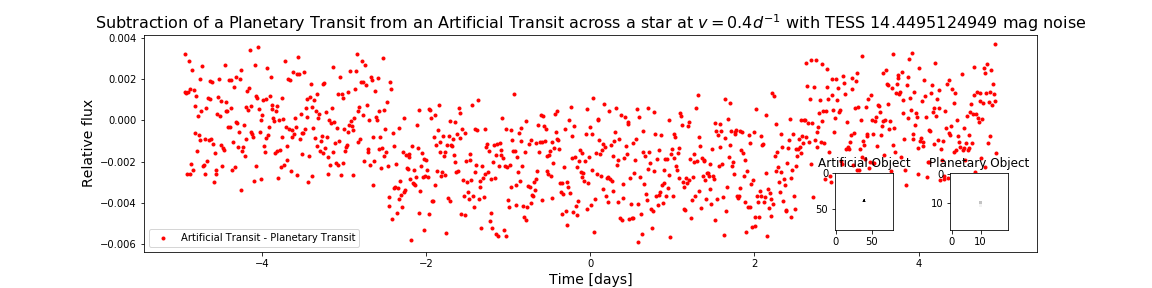 Subtraction of a Planetary Transit from an Artificial Transit across a star at v = 0.4d⁻¹ with TESS 14.4495124949 mag noise
Relative flux
0.004
0.002
0.000
−0.002
−0.004
−0.006
Artificial Transit - Planetary Transit
Artificial Object
0
50
0 50
Planetary Object
0
10
0 10
−4 −2 0 2 4
Time [days]